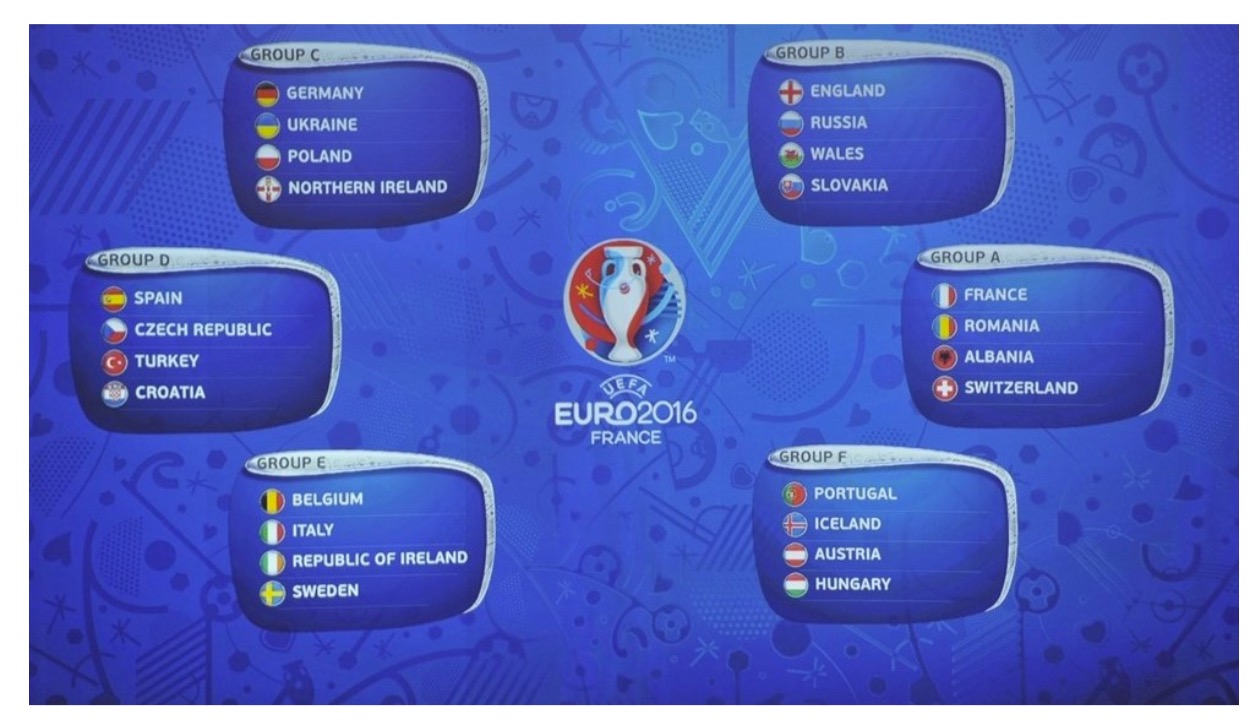 GROUP C
GERMANY
UKRAINE
POLAND
NORTHERN IRELAND
GROUP B
ENGLAND
RUSSIA
WALES
SLOVAKIA
GROUP D
SPAIN
CZECH REPUBLIC
TURKEY
CROATIA
GROUP A
FRANCE
ROMANIA
ALBANIA
SWITZERLAND
TM
UEFA
EURO2016
FRANCE
GROUP E
BELGIUM
ITALY
REPUBLIC OF IRELAND
SWEDEN
GROUP F
PORTUGAL
ICELAND
AUSTRIA
HUNGARY